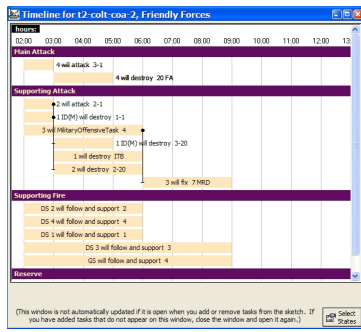 Timeline for t2-colt-coa-2, Friendly Forces
hours:
02:00 03:00 04:00 05:00 06:00 07:00 08:00 09:00 10:00 11:00 12:00 13:
Main Attack
4 will attack 3-1
4 will destroy 20 FA
Supporting Attack
2 will attack 2-1
1 ID(M) will destroy 1-1
3 will MilitaryOffensiveTask 4
1 ID(M) will destroy 3-20
1 will destroy ITB
2 will destroy 2-20
3 will fix 7 MRD
Supporting Fire
DS 2 will follow and support 2
DS 4 will follow and support 4
DS 1 will follow and support 1
DS 3 will follow and support 3
GS will follow and support 4
Reserve
(This window is not automatically updated if it is open when you add or remove tasks from the sketch. If
you have added tasks that do not appear on this window, close the window and open it again.)
Select
States